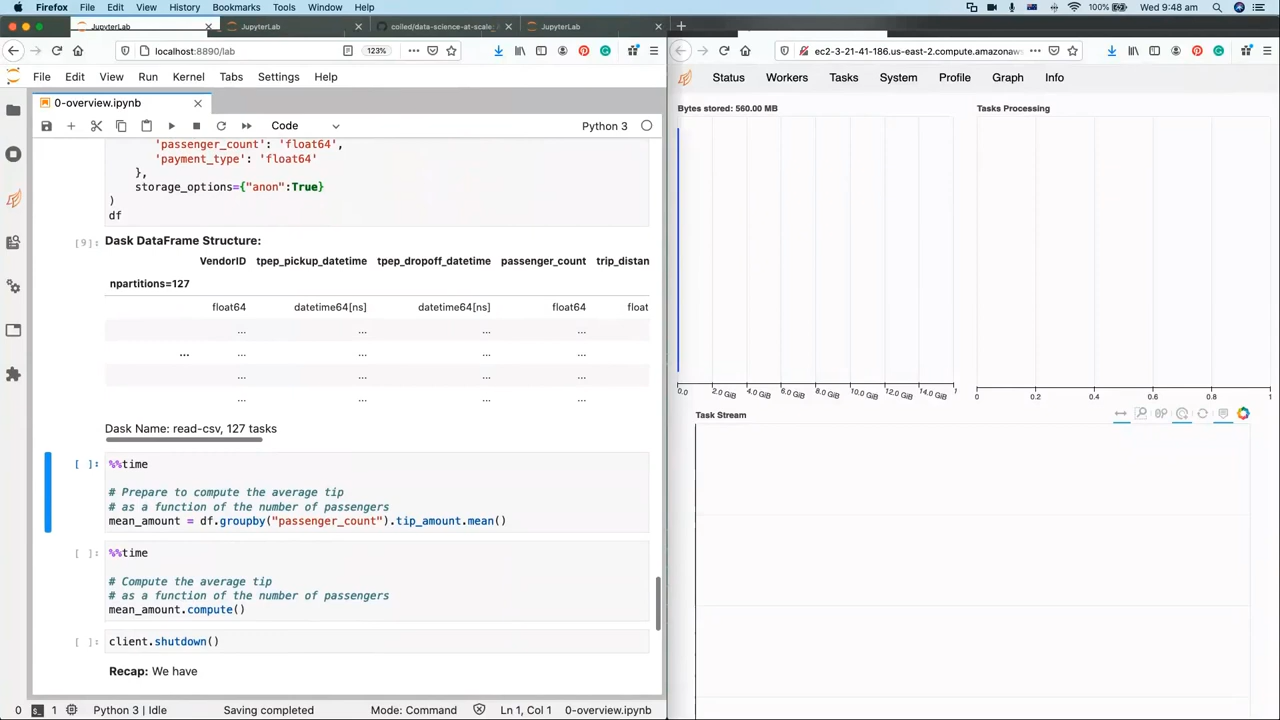 Firefox File Edit View History Bookmarks Tools Window Help 100% Wed 9:48 am
JupyterLab JupyterLab coiled/data-science-at-scale JupyterLab
localhost:8890/lab 123%
ec2-3-21-41-186.us-east-2.compute.amazonaws
File Edit View Run Kernel Tabs Settings Help
0-overview.ipynb
Code Python 3
'passenger_count': 'float64',
'payment_type': 'float64'
},
storage_options={"anon":True}
)
df
[9]: Dask DataFrame Structure:
VendorID tpep_pickup_datetime tpep_dropoff_datetime passenger_count trip_distan
npartitions=127
float64 datetime64[ns] datetime64[ns] float64 float
... ... ... ...
... ... ... ... ...
... ... ... ...
... ... ... ...
Dask Name: read-csv, 127 tasks
[ ]: %%time
# Prepare to compute the average tip
# as a function of the number of passengers
mean_amount = df.groupby("passenger_count").tip_amount.mean()
[ ]: %%time
# Compute the average tip
# as a function of the number of passengers
mean_amount.compute()
[ ]: client.shutdown()
Recap: We have
0 1 Python 3 | Idle Saving completed Mode: Command Ln 1, Col 1 0-overview.ipynb
Status Workers Tasks System Profile Graph Info
Bytes stored: 560.00 MB
0.0 2.0 GiB 4.0 GiB 6.0 GiB 8.0 GiB 10.0 GiB 12.0 GiB 14.0 GiB 1
Tasks Processing
0 0.2 0.4 0.6 0.8 1
Task Stream